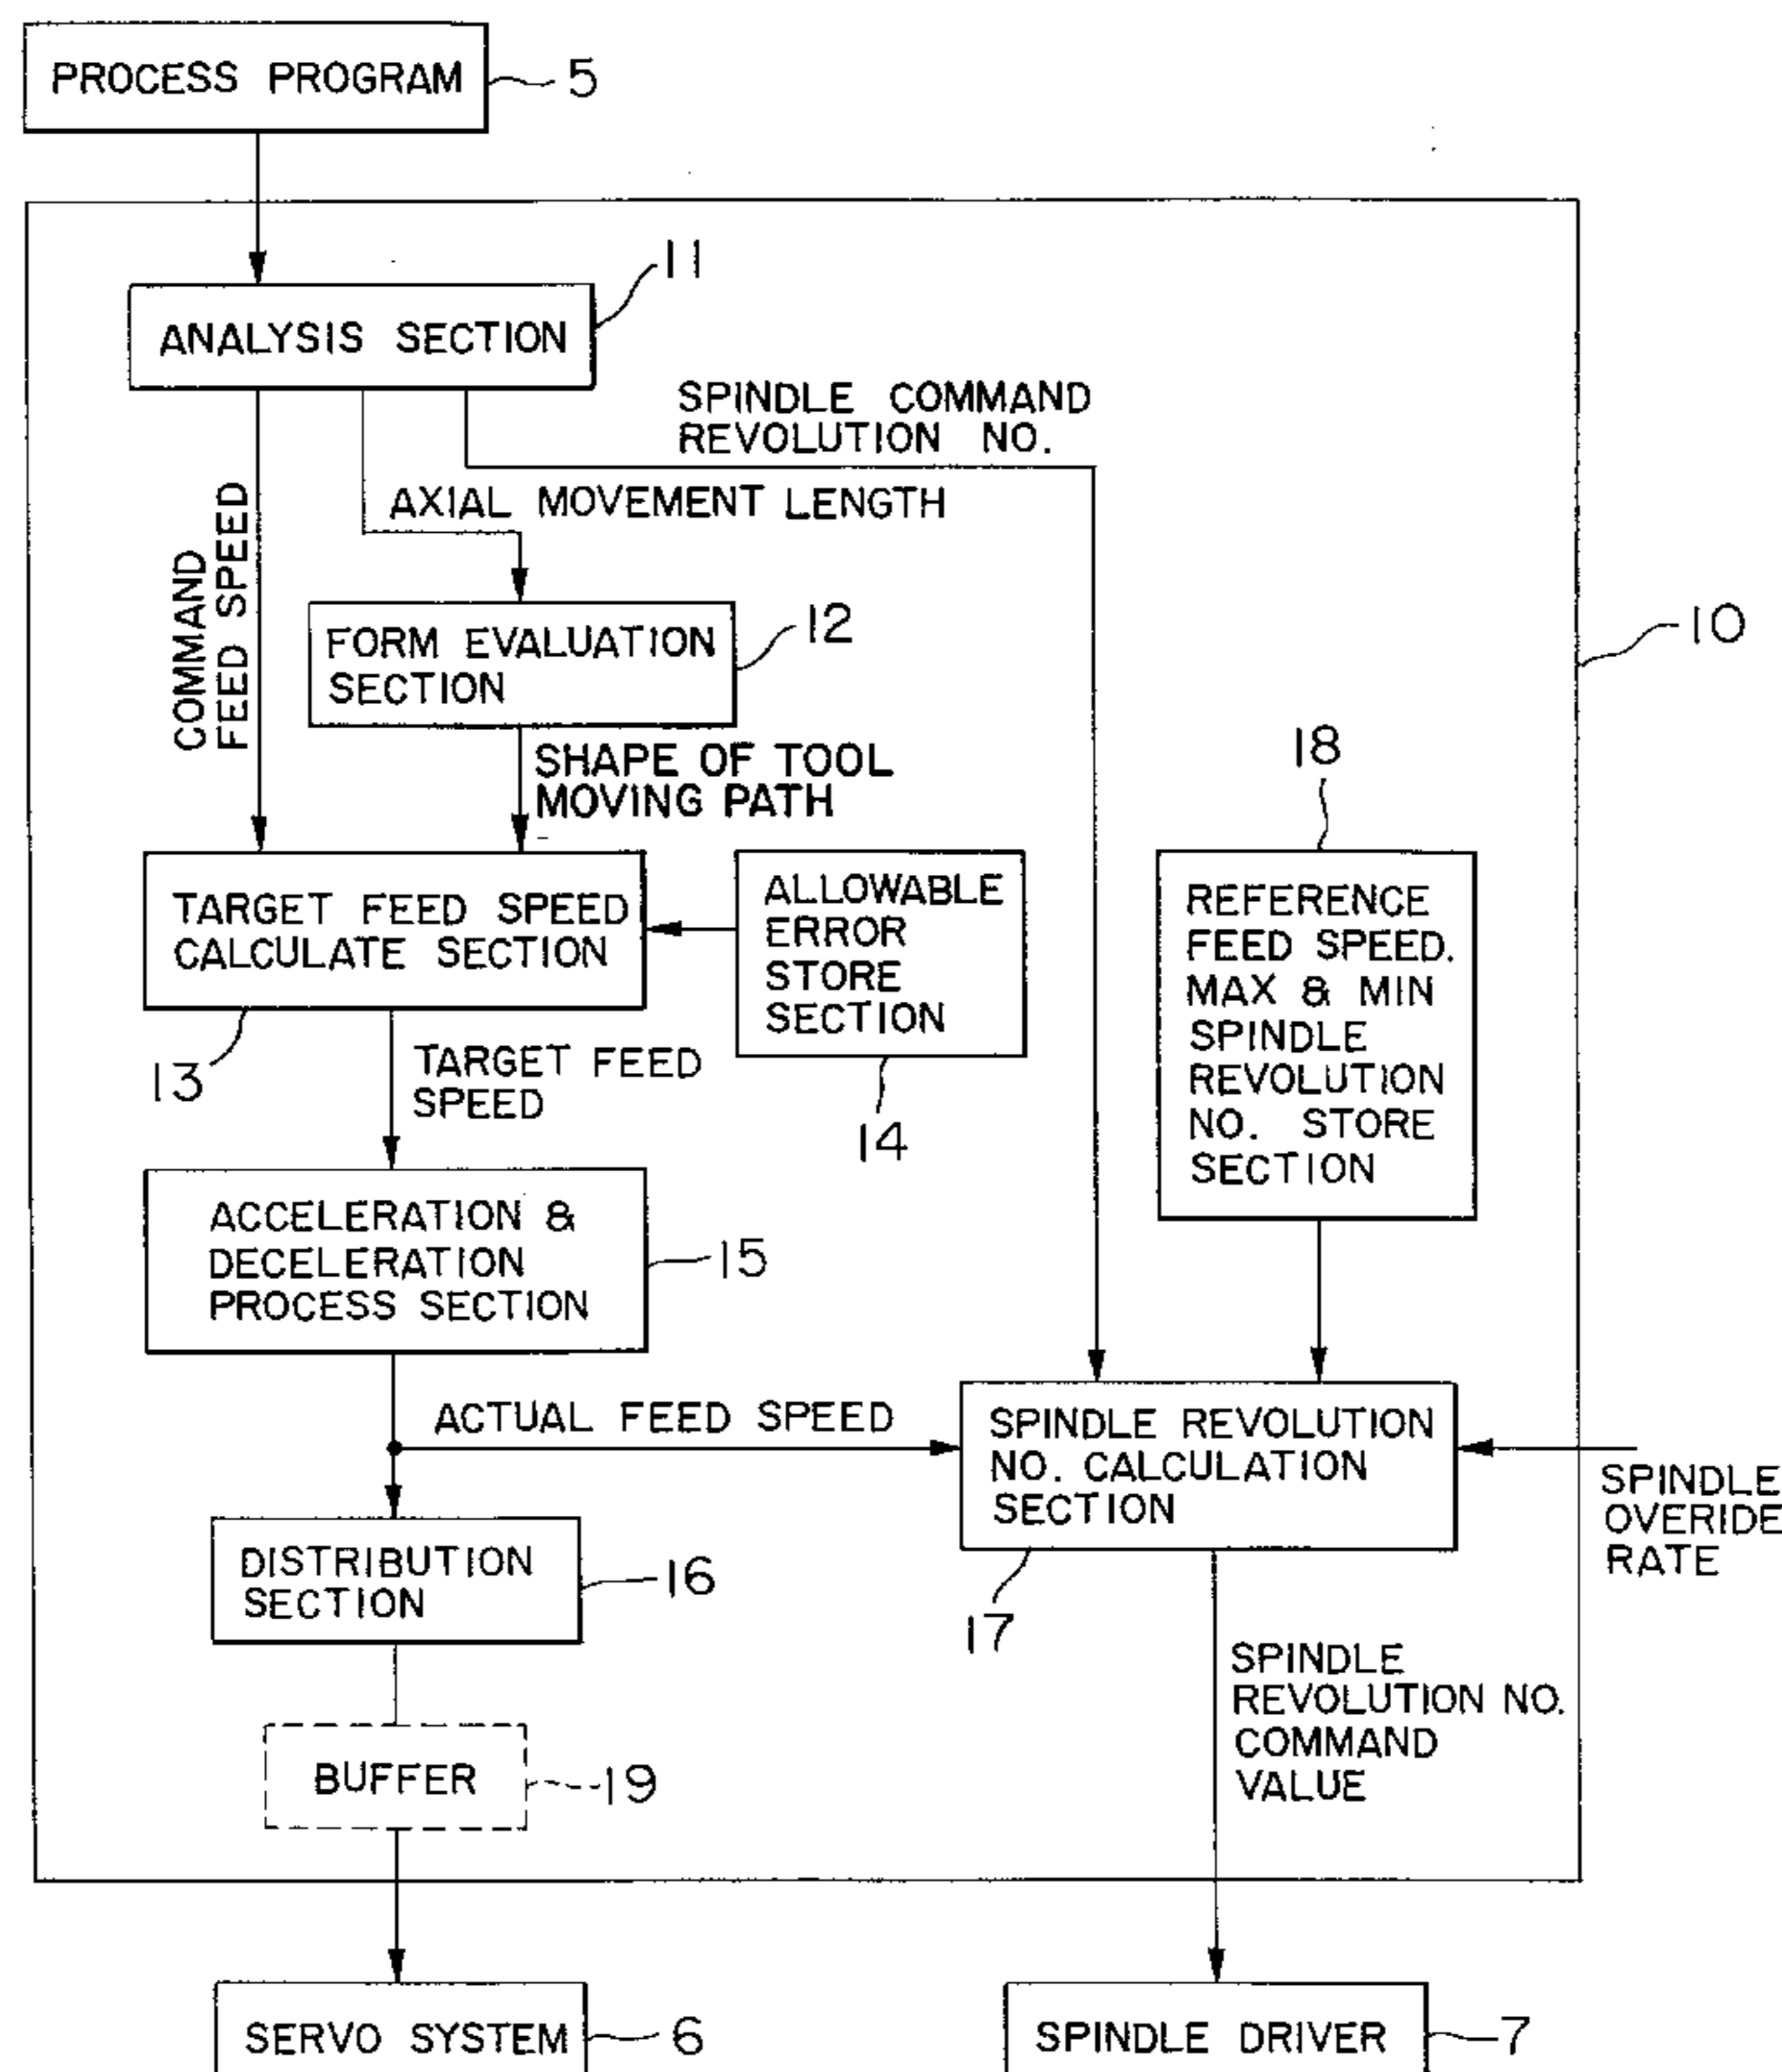 PROCESS PROGRAM
5
11
ANALYSIS SECTION
SPINDLE COMMAND
REVOLUTION NO.
AXIAL MOVEMENT LENGTH
COMMAND
FEED SPEED
12
10
FORM EVALUATION
SECTION
SHAPE OF TOOL
MOVING PATH
18
TARGET FEED SPEED
CALCULATE SECTION
13
ALLOWABLE
ERROR
STORE
SECTION
14
REFERENCE
FEED SPEED.
MAX & MIN
SPINDLE
REVOLUTION
NO. STORE
SECTION
TARGET FEED
SPEED
ACCELERATION &
DECELERATION
PROCESS SECTION
15
ACTUAL FEED SPEED
SPINDLE REVOLUTION
NO. CALCULATION
SECTION
17
SPINDLE
OVERIDE
RATE
DISTRIBUTION
SECTION
16
SPINDLE
REVOLUTION NO.
COMMAND
VALUE
BUFFER
19
SERVO SYSTEM
6
SPINDLE DRIVER
7